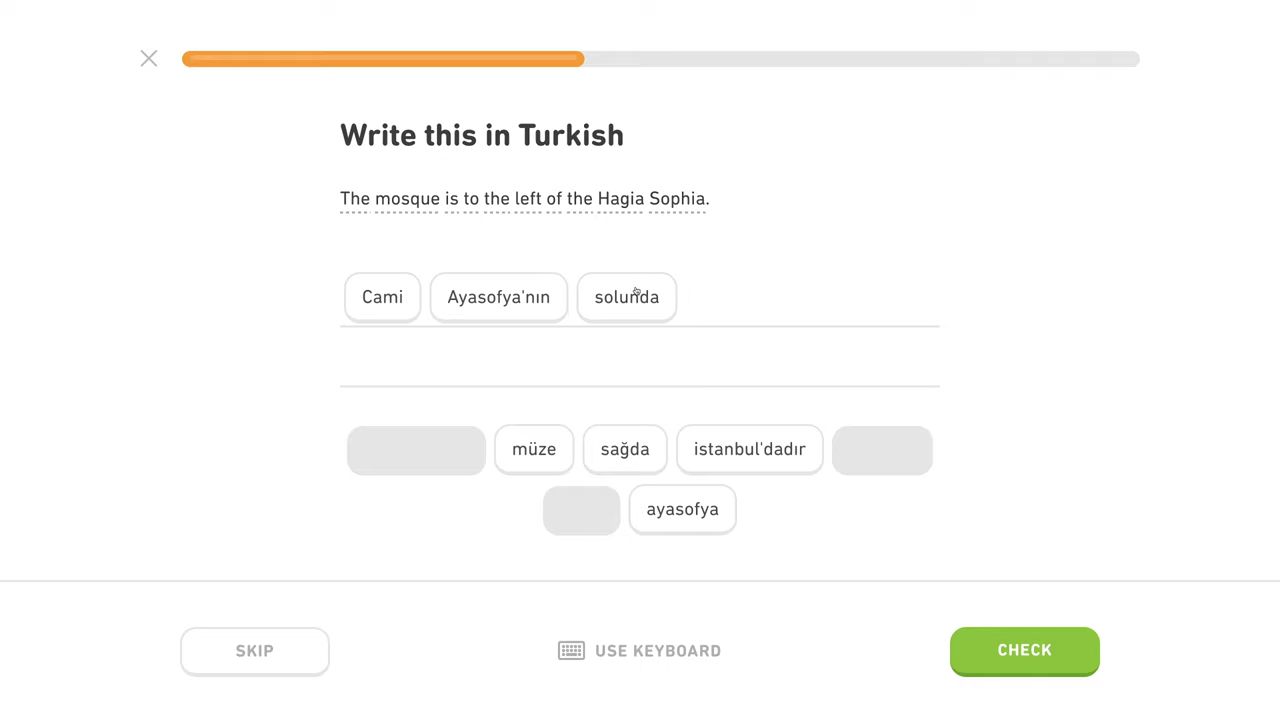 Write this in Turkish
The mosque is to the left of the Hagia Sophia.
Cami Ayasofya'nın solunda
müze sağda istanbul'dadır
ayasofya
SKIP USE KEYBOARD CHECK